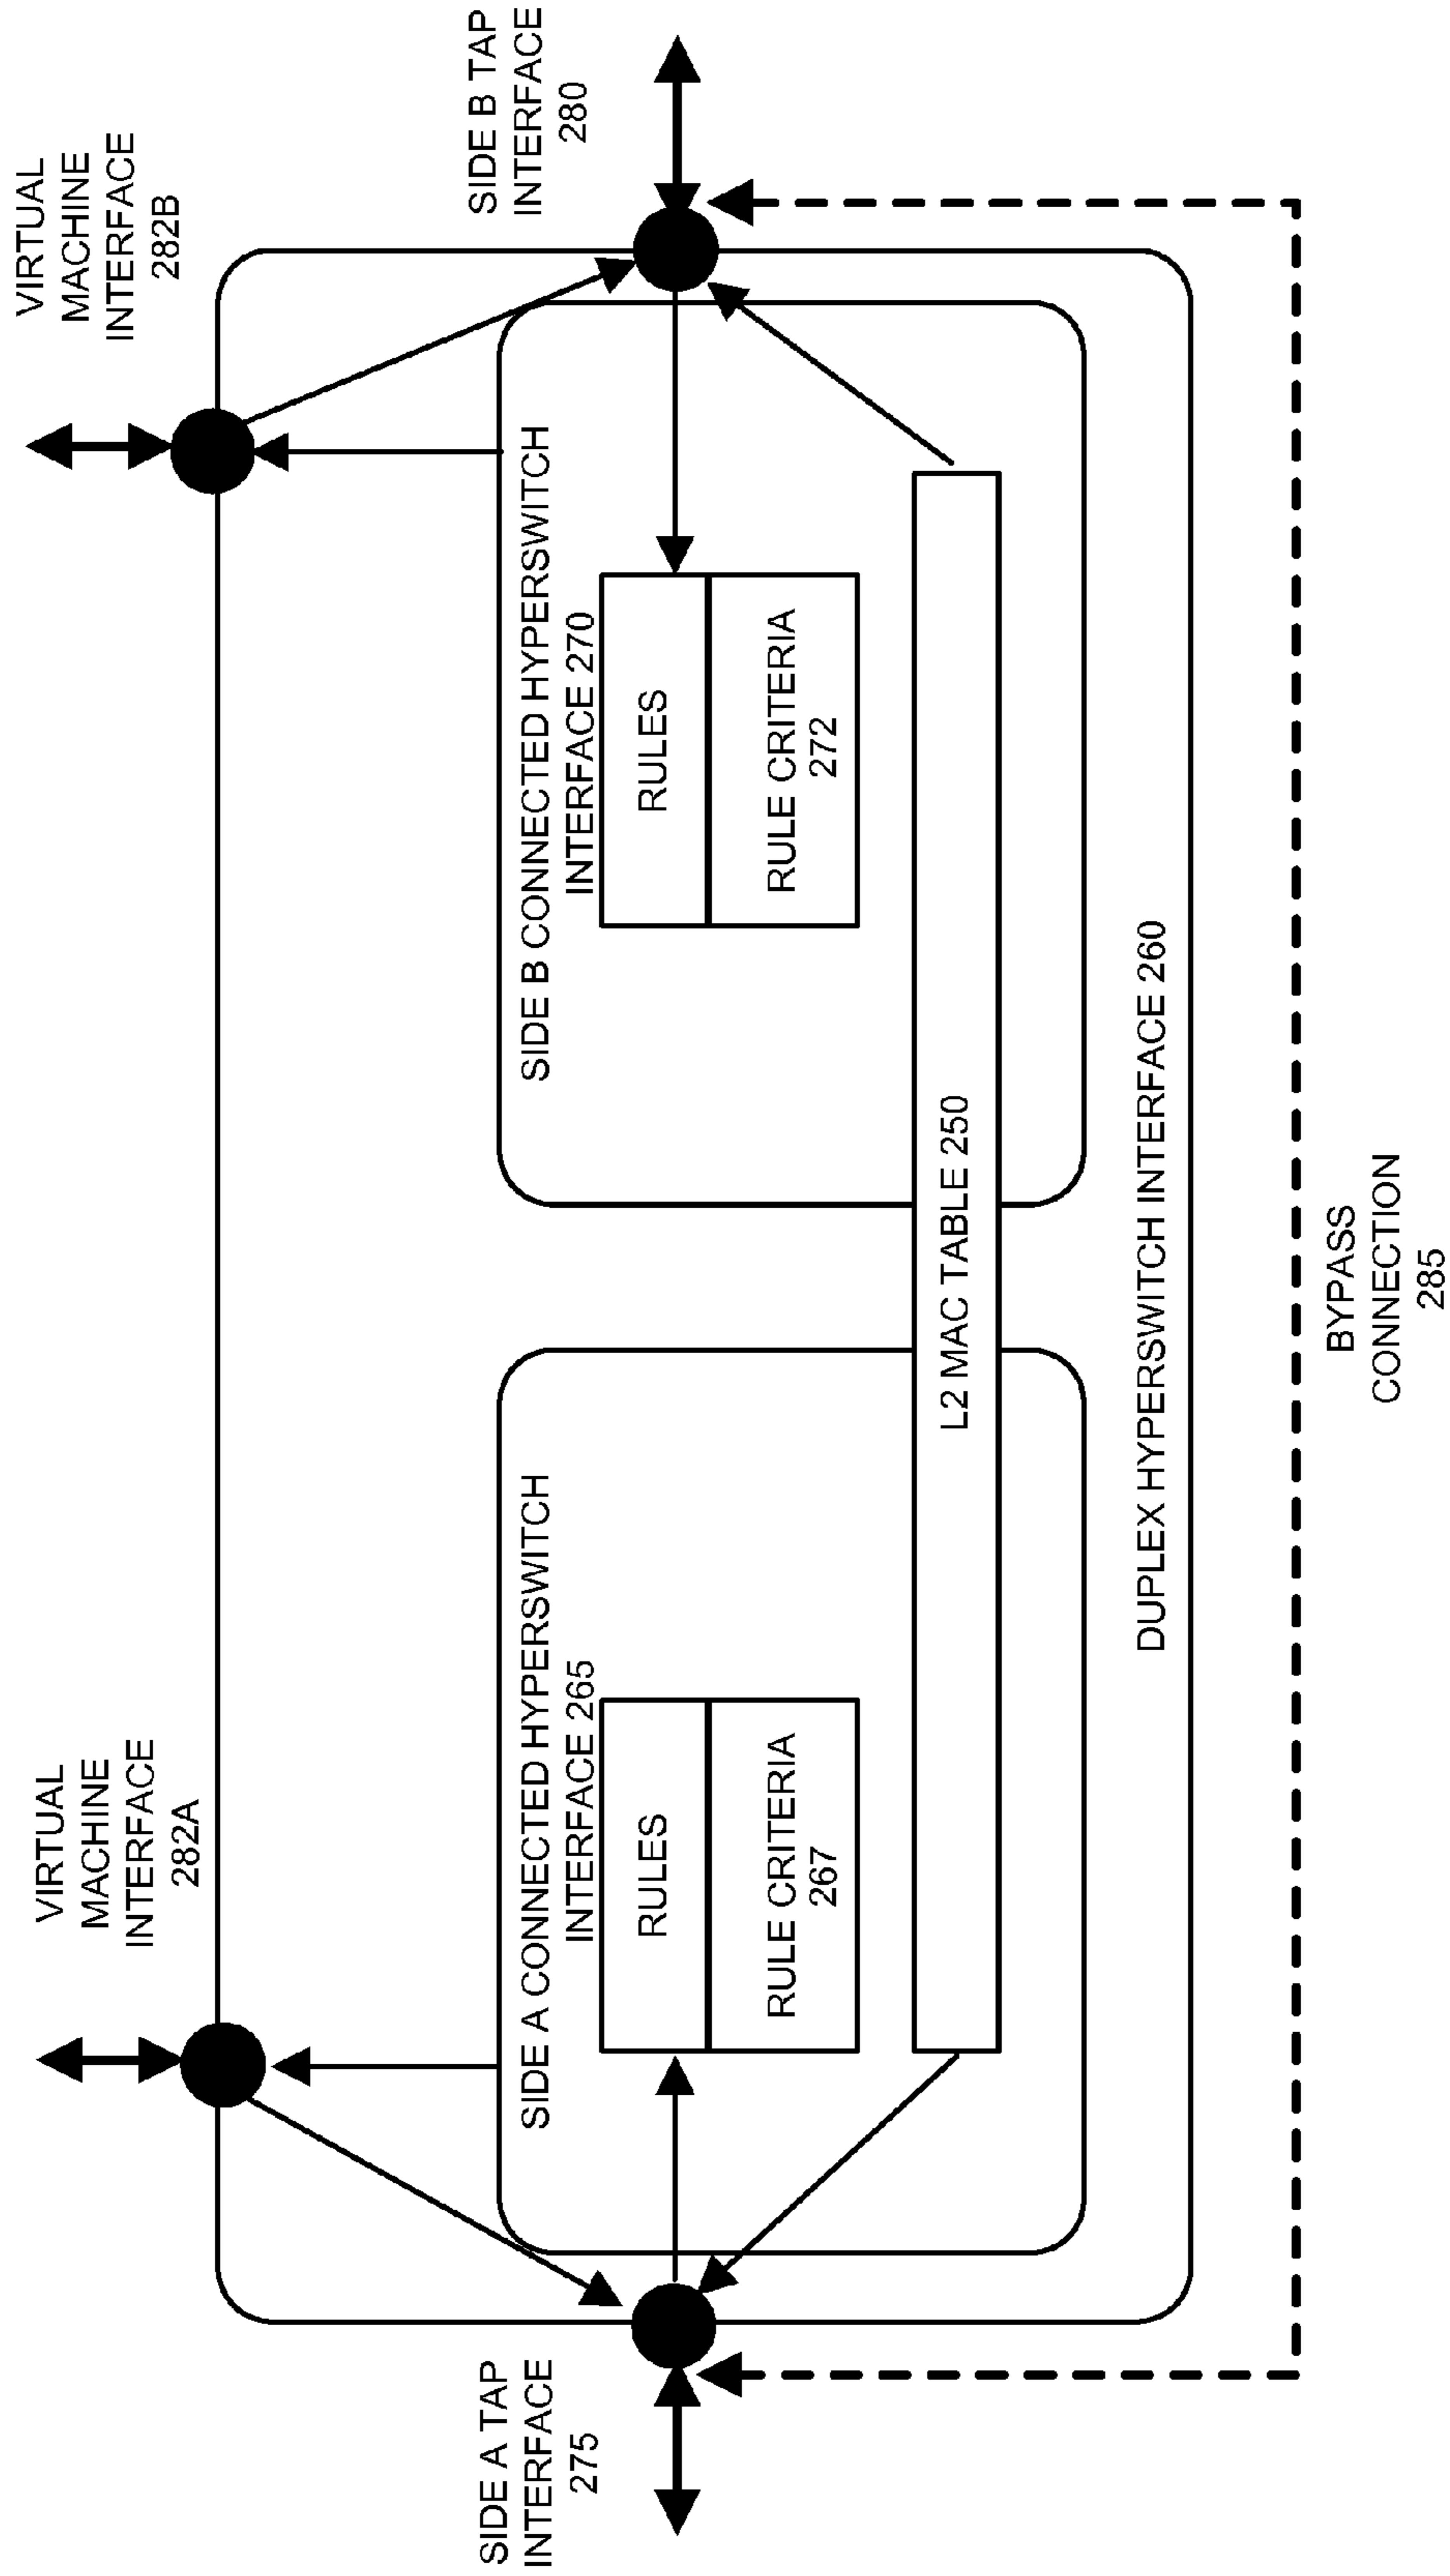 VIRTUAL
MACHINE
INTERFACE
282A
VIRTUAL
MACHINE
INTERFACE
282B
SIDE A TAP
INTERFACE
275
SIDE B TAP
INTERFACE
280
SIDE A CONNECTED HYPERSWITCH
INTERFACE 265
RULES
RULE CRITERIA
267
SIDE B CONNECTED HYPERSWITCH
INTERFACE 270
RULES
RULE CRITERIA
272
L2 MAC TABLE 250
DUPLEX HYPERSWITCH INTERFACE 260
BYPASS
CONNECTION
285